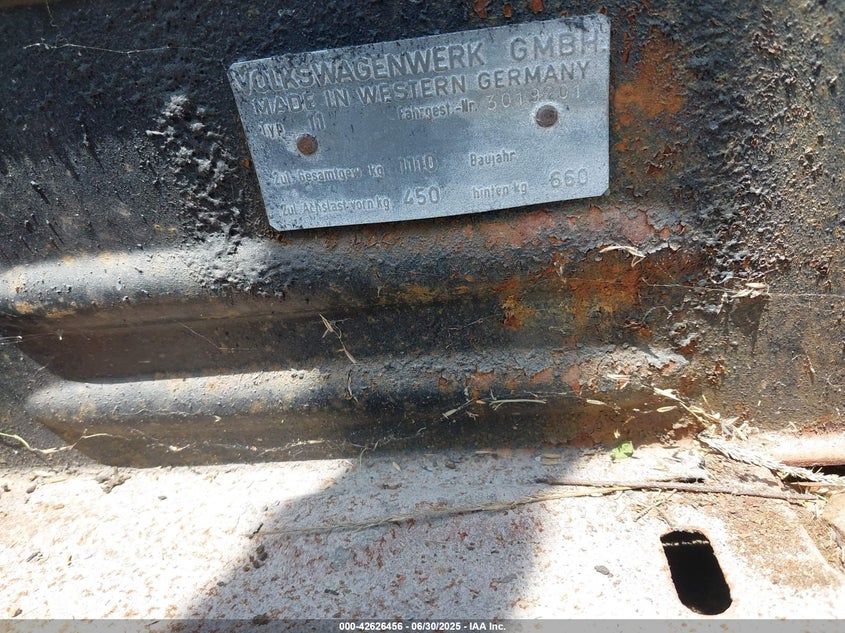 VOLKSWAGENWERK GMBH.
MADE IN WESTERN GERMANY
Typ 11 Fahrgest.-Nr. 3019201
Zul. Gesamtgew. kg 1110 Baujahr
Zul. Achslast vorn kg 450 hinten kg 660
000-42626456 - 06/30/2025 - IAA Inc.